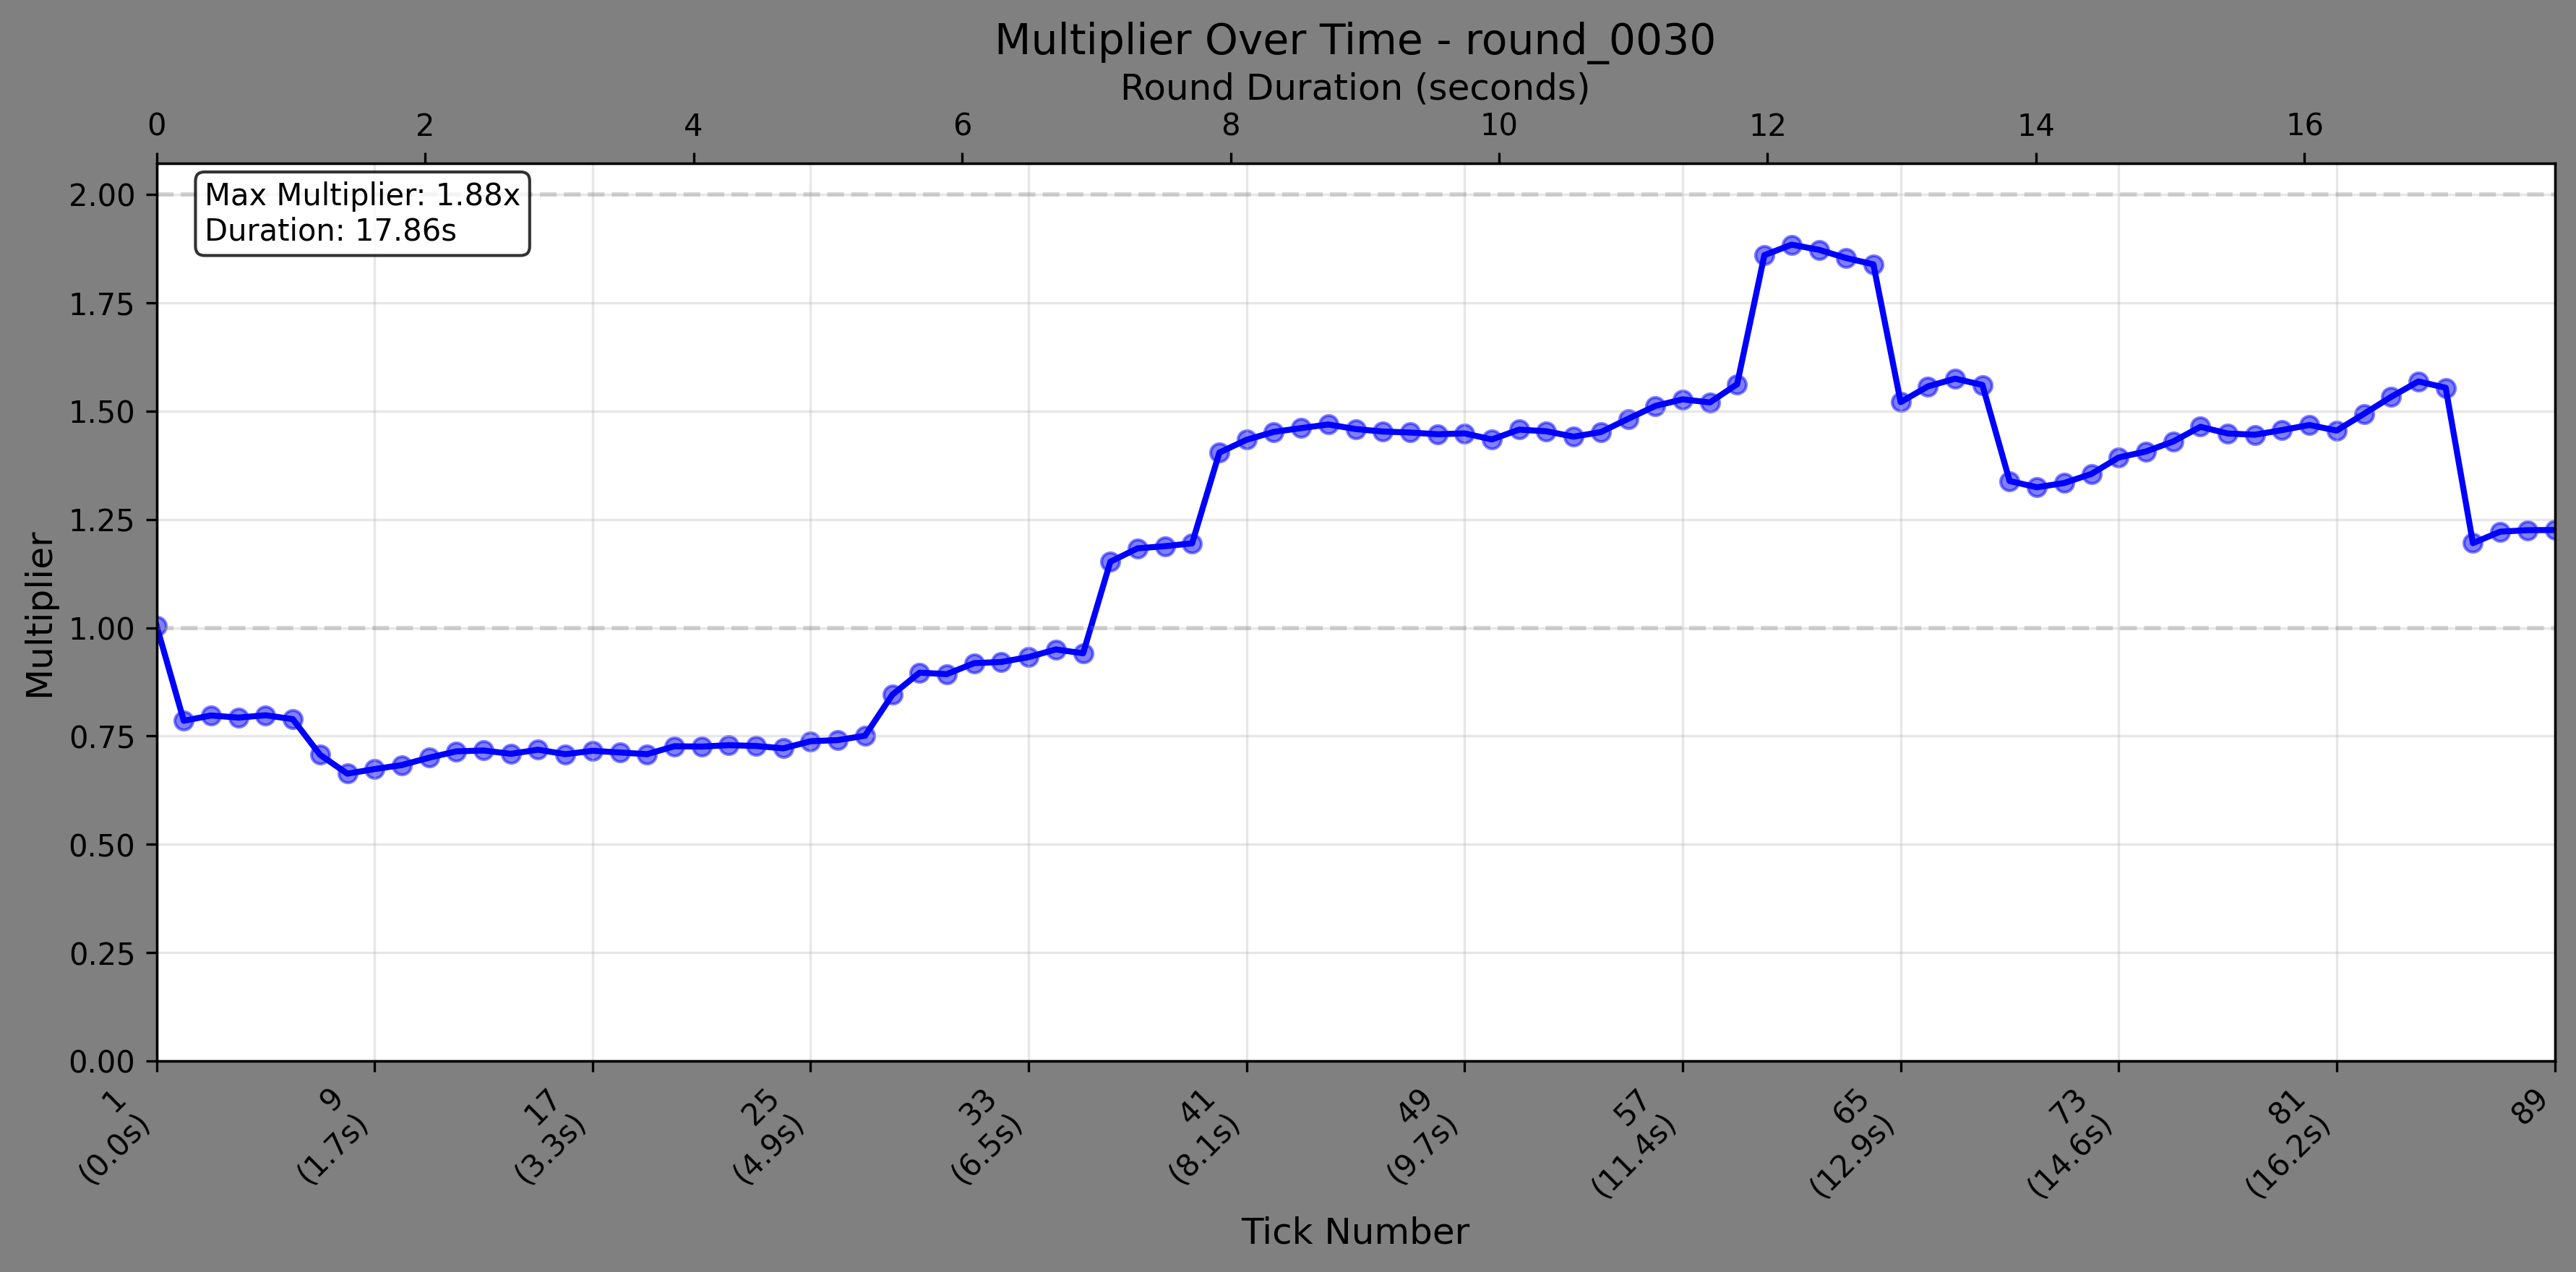 Multiplier Over Time - round_0030
Round Duration (seconds)
0 2 4 6 8 10 12 14 16
Max Multiplier: 1.88x
Duration: 17.86s
Multiplier
2.00
1.75
1.50
1.25
1.00
0.75
0.50
0.25
0.00
1
(0.0s)
9
(1.7s)
17
(3.3s)
25
(4.9s)
33
(6.5s)
41
(8.1s)
49
(9.7s)
57
(11.4s)
65
(12.9s)
73
(14.6s)
81
(16.2s)
89
Tick Number